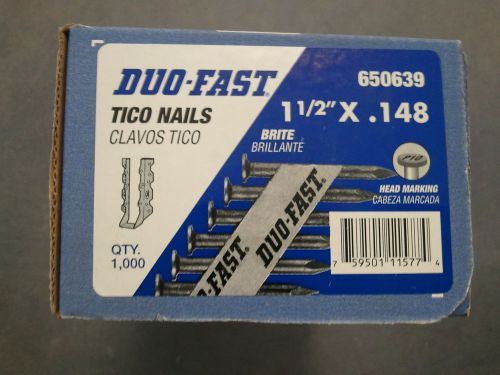 DUO-FAST®
650639
TICO NAILS
CLAVOS TICO
1 1/2" X .148
BRITE
BRILLANTÉ
P10
HEAD MARKING
CABEZA MARCADA
DUO-FAST
DUO-FAST
QTY.
1,000
7 59501 11577 4